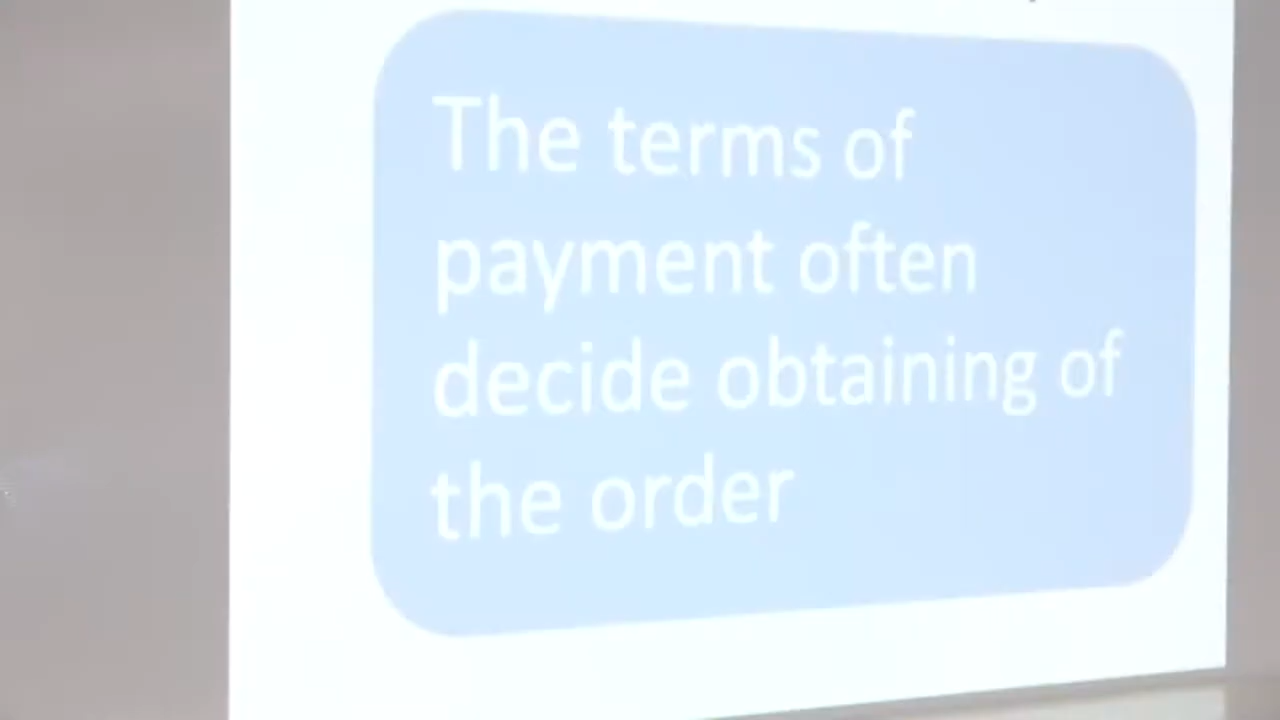 The terms of
payment often
decide obtaining of
the order